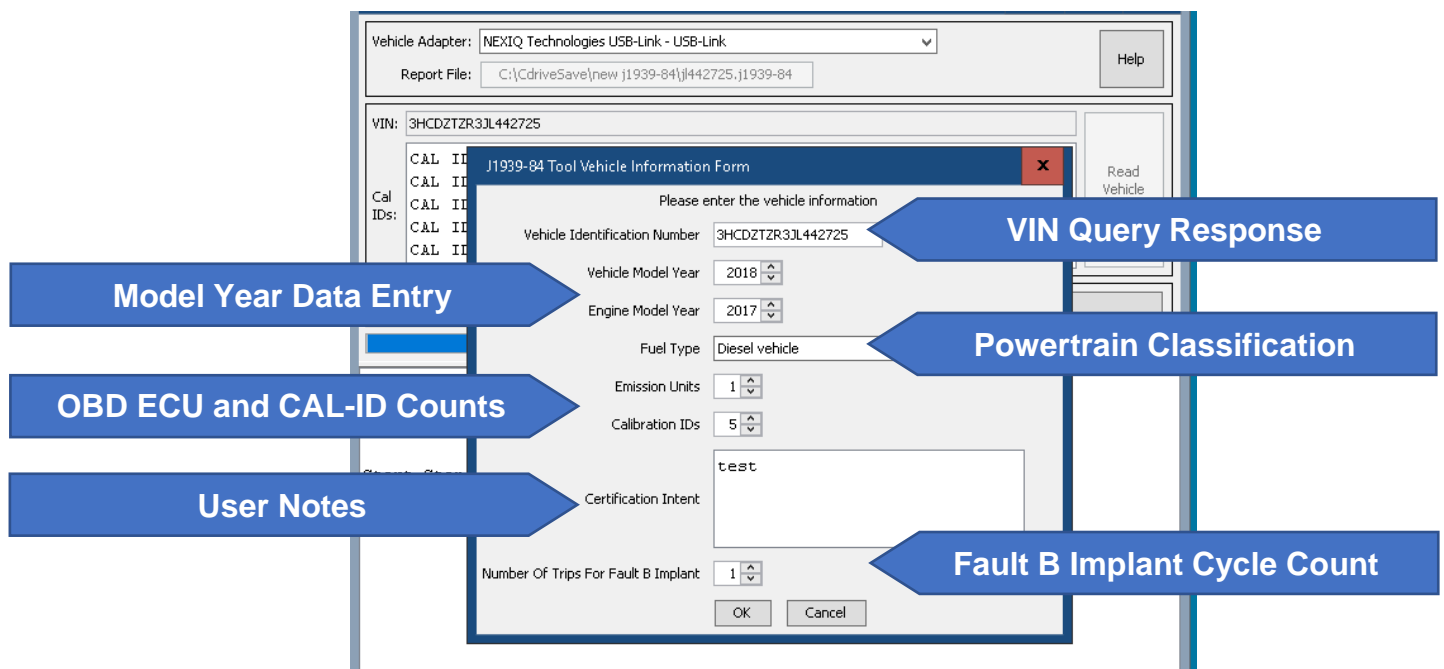 Vehicle Adapter: NEXIQ Technologies USB-Link - USB-Link
Help
Report File: C:\CdriveSave\new j1939-84\jl442725.j1939-84
VIN: 3HCDZTZR3JL442725
Cal IDs:
CAL
CAL
CAL
CAL
CAL
Read
Vehicle
J1939-84 Tool Vehicle Information Form x
Please enter the vehicle information
Vehicle Identification Number 3HCDZTZR3JL442725
VIN Query Response
Vehicle Model Year 2018
Model Year Data Entry
Engine Model Year 2017
Fuel Type Diesel vehicle
Powertrain Classification
Emission Units 1
OBD ECU and CAL-ID Counts
Calibration IDs 5
test
Certification Intent
User Notes
Fault B Implant Cycle Count
Number Of Trips For Fault B Implant 1
OK Cancel